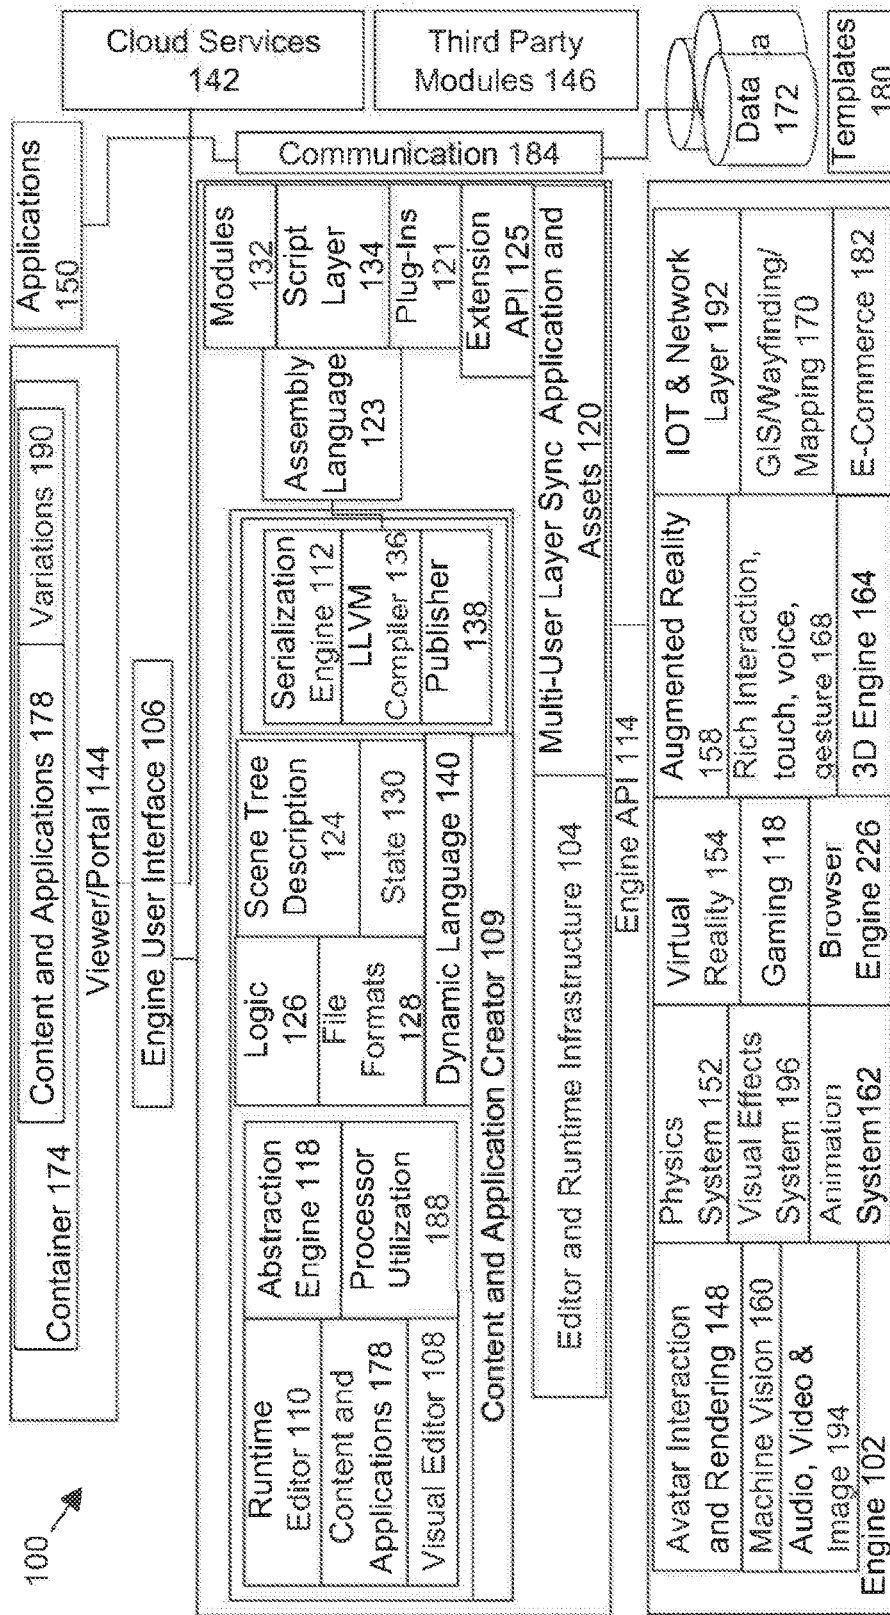 100
Container 174
Content and Applications 178
Variations 190
Viewer/Portal 144
Applications
150
Cloud Services
142
Third Party
Modules 146
Engine User Interface 106
Communication 184
Data
172
a
Templates
180
Runtime
Editor 110
Content and
Applications 178
Visual Editor 108
Abstraction
Engine 118
Processor
Utilization
188
Logic
126
File
Formats
128
Scene Tree
Description
124
State 130
Dynamic Language 140
Content and Application Creator 109
Serialization
Engine 112
LLVM
Compiler 136
Publisher
138
Assembly
Language
123
Modules
132
Script
Layer
134
Plug-Ins
121
Extension
API 125
Editor and Runtime Infrastructure 104
Multi-User Layer Sync Application and
Assets 120
Engine API 114
Avatar Interaction
and Rendering 148
Machine Vision 160
Audio, Video &
Image 194
Engine 102
Physics
System 152
Visual Effects
System 196
Animation
System162
Virtual
Reality 154
Gaming 118
Browser
Engine 226
Augmented Reality
158
Rich Interaction,
touch, voice,
gesture 168
3D Engine 164
IOT & Network
Layer 192
GIS/Wayfinding/
Mapping 170
E-Commerce 182